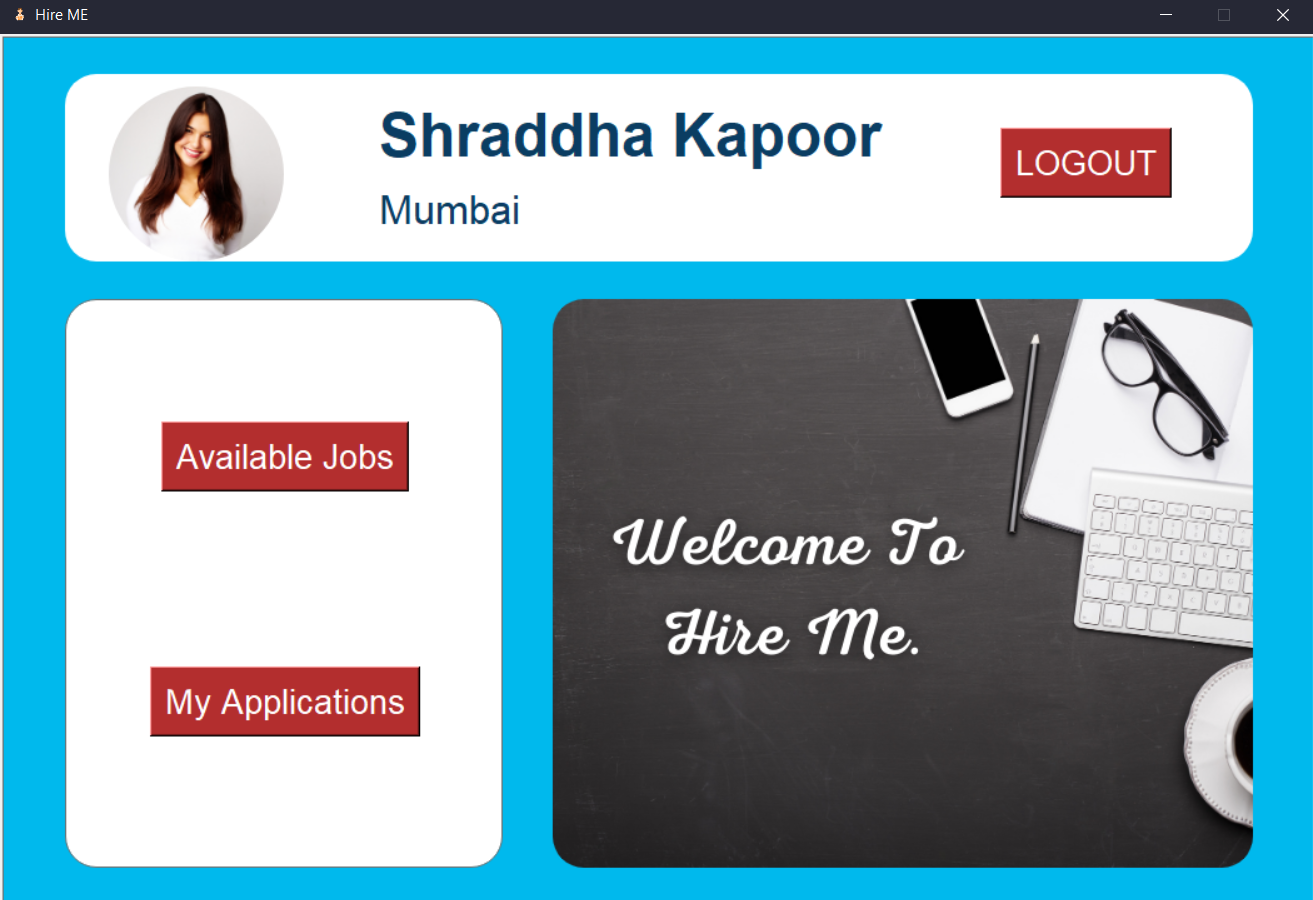 Hire ME
Shraddha Kapoor
LOGOUT
Mumbai
Available Jobs
My Applications
Welcome To
Hire Me.